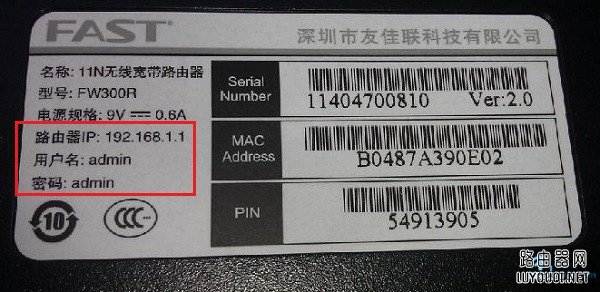 FAST
深圳市友佳联科技有限公司
名称: 11N无线宽带路由器
型号: FW300R
电源规格: 9V 0.6A
路由器IP: 192.168.1.1
用户名: admin
密码: admin
10
CCC
Serial Number
11404700810 Ver:2.0
MAC Address
B0487A390E02
PIN
54913905
路由器网
LUYOUQI.NET